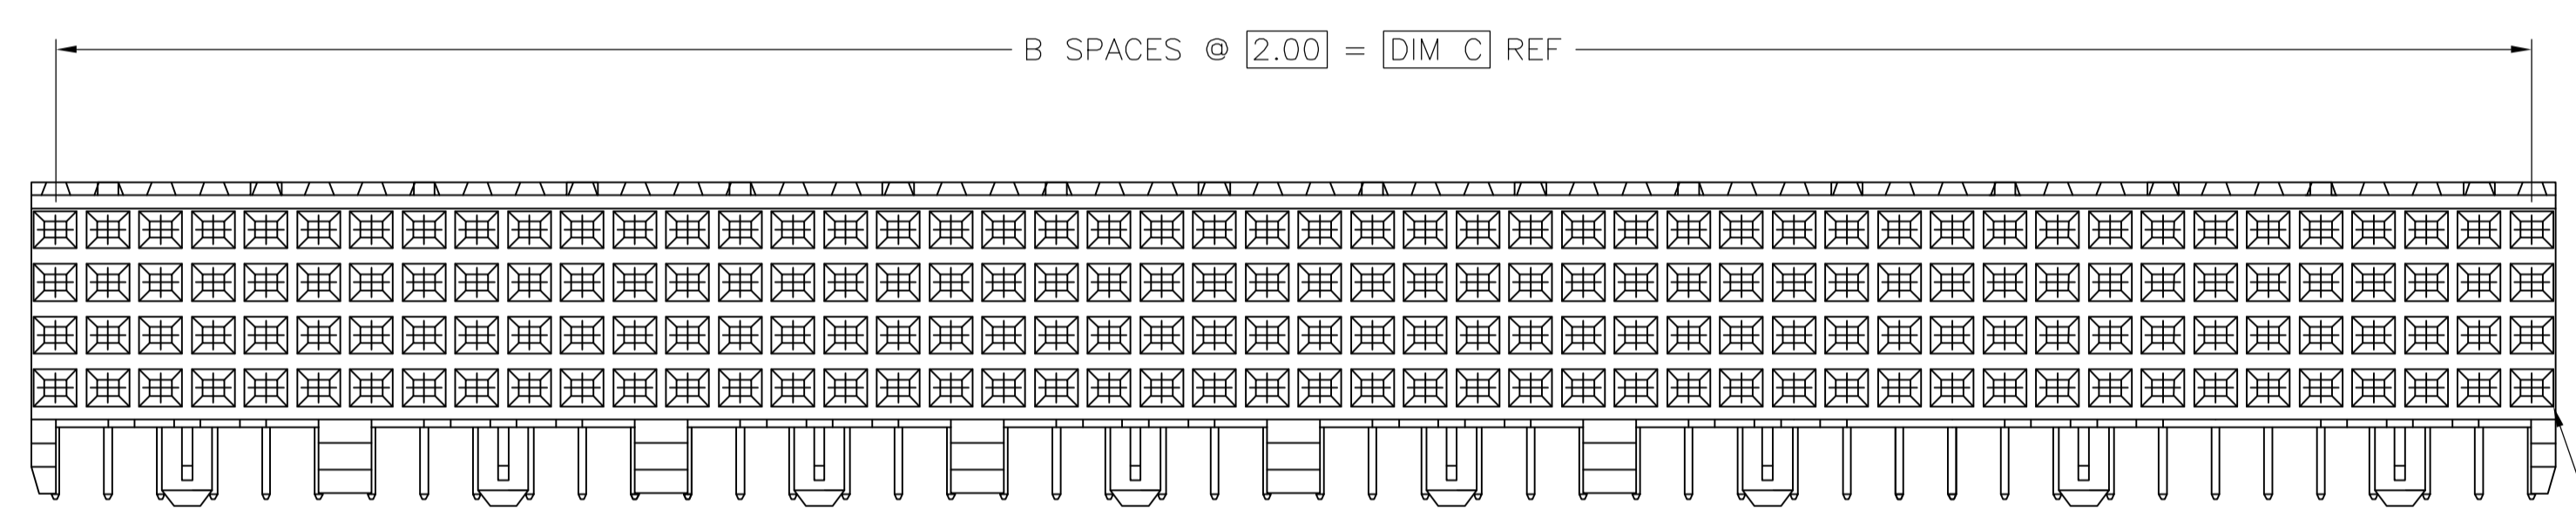 B SPACES @ 2.00 = DIM C REF